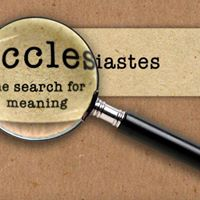 cclesiastes
he search for
meaning